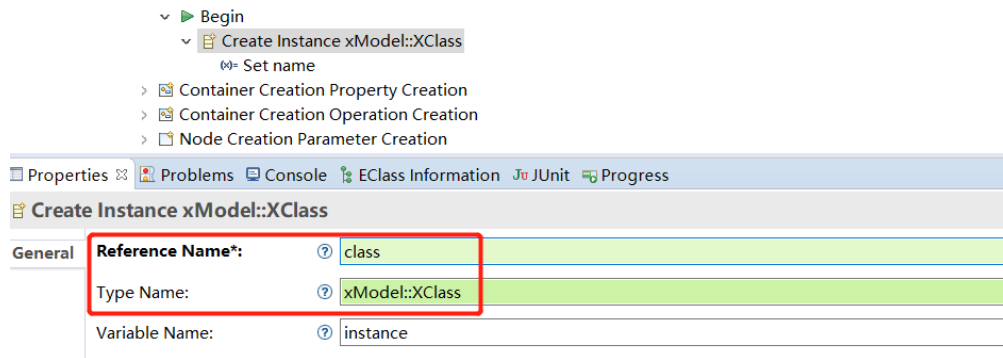 Begin
Create Instance xModel::XClass
(x)= Set name
Container Creation Property Creation
Container Creation Operation Creation
Node Creation Parameter Creation
Properties Problems Console EClass Information Ju JUnit Progress
Create Instance xModel::XClass
General Reference Name*: ? class
Type Name: ? xModel::XClass
Variable Name: ? instance